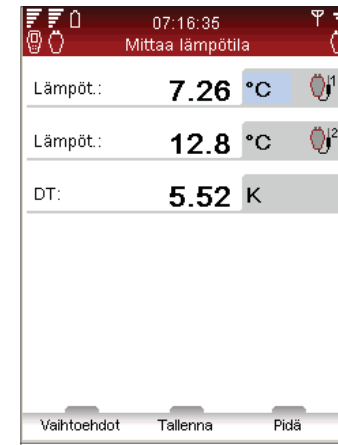 07:16:35
Mittaa lämpötila
Lämpöt.: 7.26 °C 1
Lämpöt.: 12.8 °C 2
DT: 5.52 K
Vaihtoehdot Tallenna Pidä